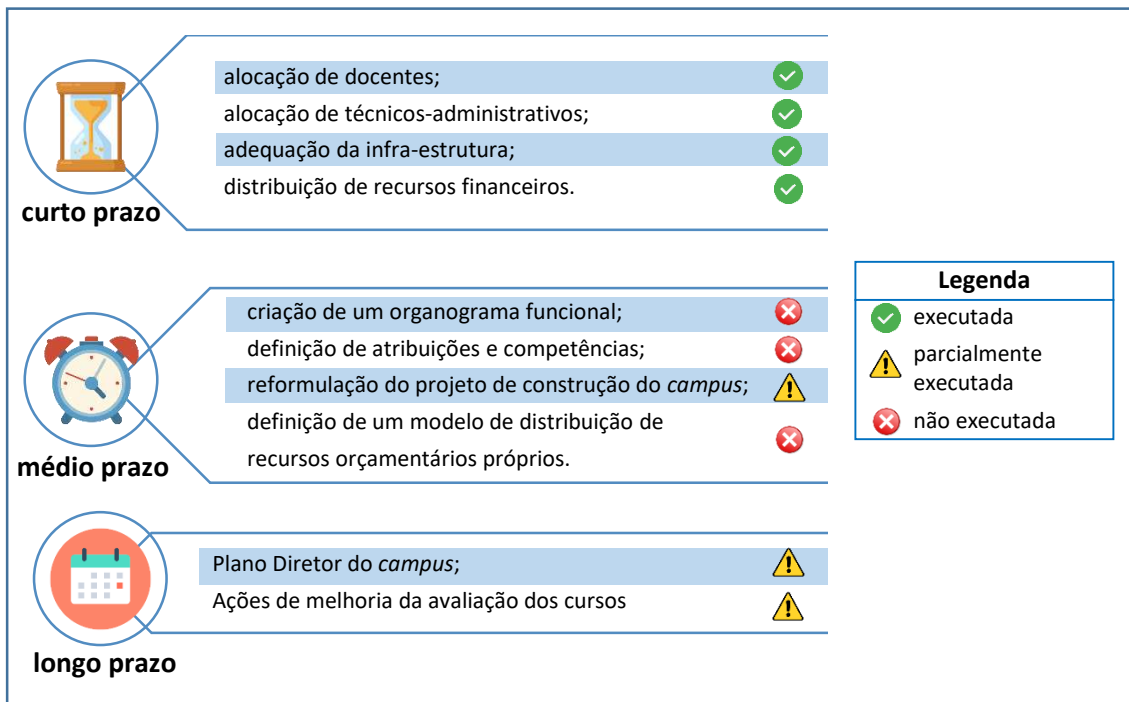 alocação de docentes;
alocação de técnicos-administrativos;
adequação da infra-estrutura;
distribuição de recursos financeiros.
curto prazo
criação de um organograma funcional;
definição de atribuições e competências;
reformulação do projeto de construção do campus;
definição de um modelo de distribuição de
recursos orçamentários próprios.
médio prazo
Legenda
executada
parcialmente
executada
não executada
Plano Diretor do campus;
Ações de melhoria da avaliação dos cursos
longo prazo